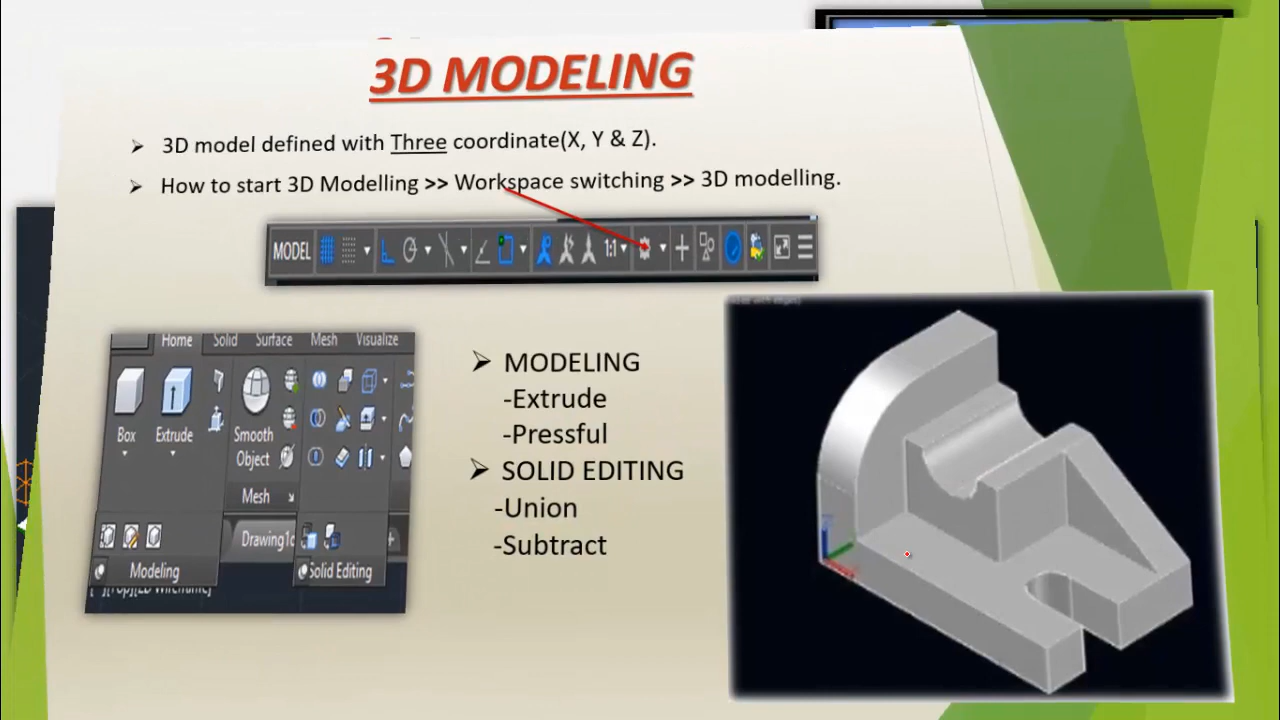 3D MODELING
➢ 3D model defined with Three coordinate(X, Y & Z).
➢ How to start 3D Modelling >> Workspace switching >> 3D modelling.
MODEL
1:1
Home Solid Surface Mesh Visualize
Box Extrude Smooth Object
Mesh
Drawing1
Modeling Solid Editing
➢ MODELING
-Extrude
-Pressful
➢ SOLID EDITING
-Union
-Subtract